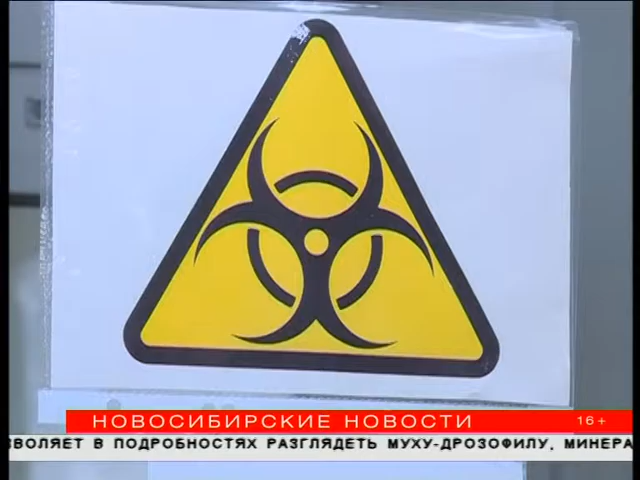 НОВОСИБИРСКИЕ НОВОСТИ 16+
В ПОДРОБНОСТЯХ РАЗГЛЯДЕТЬ МУХУ-ДРОЗОФИЛУ,